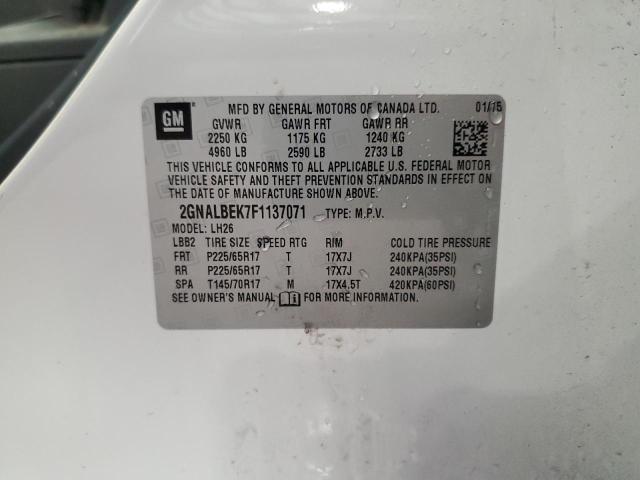 GM
MFD BY GENERAL MOTORS OF CANADA LTD. 01/15
GVWR GAWR FRT GAWR RR
2250 KG 1175 KG 1240 KG
4960 LB 2590 LB 2733 LB
THIS VEHICLE CONFORMS TO ALL APPLICABLE U.S. FEDERAL MOTOR
VEHICLE SAFETY AND THEFT PREVENTION STANDARDS IN EFFECT ON
THE DATE OF MANUFACTURE SHOWN ABOVE.
2GNALBEK7F1137071 TYPE: M.P.V.
MODEL: LH26
LBB2 TIRE SIZE SPEED RTG RIM COLD TIRE PRESSURE
FRT P225/65R17 T 17X7J 240KPA(35PSI)
RR P225/65R17 T 17X7J 240KPA(35PSI)
SPA T145/70R17 M 17X4.5T 420KPA(60PSI)
SEE OWNER'S MANUAL FOR MORE INFORMATION.